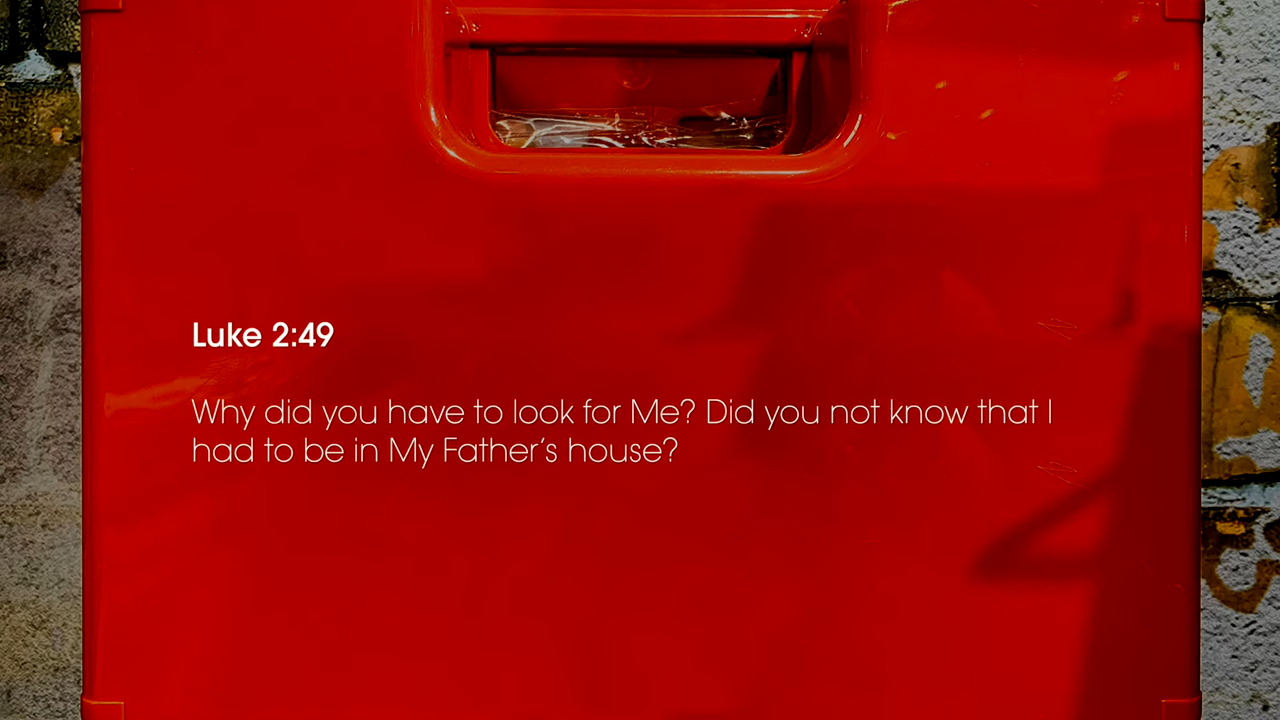 Luke 2:49
Why did you have to look for Me? Did you not know that I
had to be in My Father’s house?